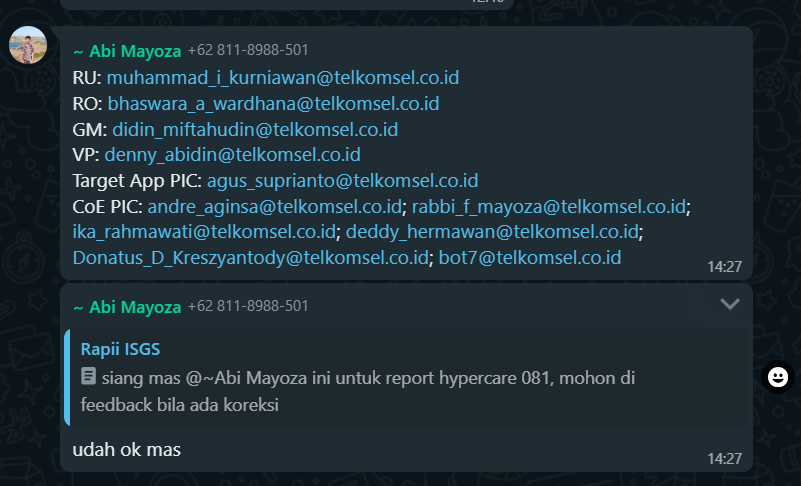 ~ Abi Mayoza +62 811-8988-501
RU: muhammad_i_kurniawan@telkomsel.co.id
RO: bhaswara_a_wardhana@telkomsel.co.id
GM: didin_miftahudin@telkomsel.co.id
VP: denny_abidin@telkomsel.co.id
Target App PIC: agus_suprianto@telkomsel.co.id
CoE PIC: andre_aginsa@telkomsel.co.id; rabbi_f_mayoza@telkomsel.co.id;
ika_rahmawati@telkomsel.co.id; deddy_hermawan@telkomsel.co.id;
Donatus_D_Kreszyantody@telkomsel.co.id; bot7@telkomsel.co.id
14:27
~ Abi Mayoza +62 811-8988-501
Rapii ISGS
siang mas @~Abi Mayoza ini untuk report hypercare 081, mohon di
feedback bila ada koreksi
udah ok mas
14:27